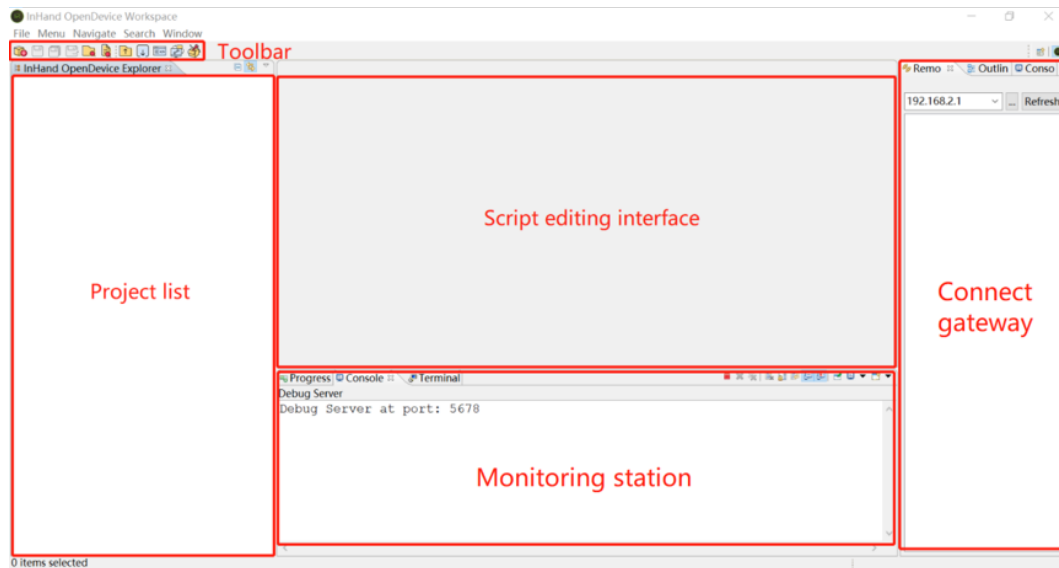 InHand OpenDevice Workspace
File Menu Navigate Search Window
Toolbar
InHand OpenDevice Explorer
Remo Outlin Conso
192.168.2.1 ... Refresh
Script editing interface
Project list
Connect
gateway
Progress Console Terminal
Debug Server
Debug Server at port: 5678
Monitoring station
0 items selected